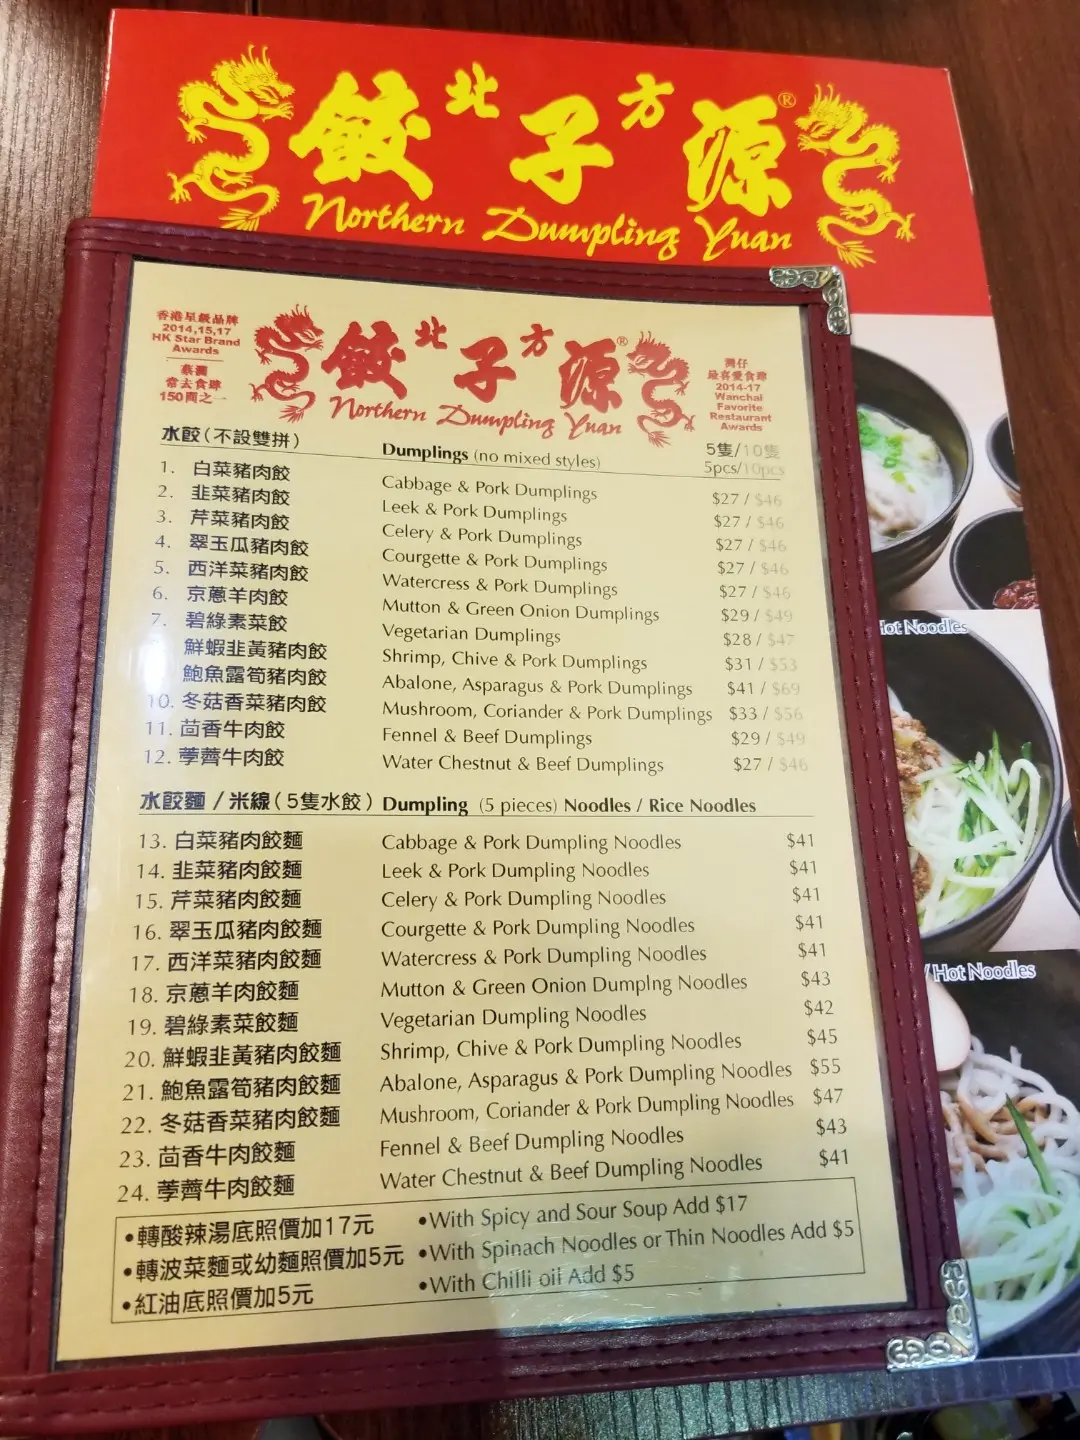 北方
餃子源®
Northern Dumpling Yuan
香港星級品牌
2014,15,17
HK Star Brand
Awards
蔡瀾
常去食肆
150間之一
北方
餃子源®
Northern Dumpling Yuan
灣仔
最喜愛食肆
2014-17
Wanchai
Favorite
Restaurant
Awards
水餃(不設雙拼) Dumplings (no mixed styles) 5隻/10隻
5pcs/10pcs
1. 白菜豬肉餃 Cabbage & Pork Dumplings $27 / $46
2. 韭菜豬肉餃 Leek & Pork Dumplings $27 / $46
3. 芹菜豬肉餃 Celery & Pork Dumplings $27 / $46
4. 翠玉瓜豬肉餃 Courgette & Pork Dumplings $27 / $46
5. 西洋菜豬肉餃 Watercress & Pork Dumplings $27 / $46
6. 京蔥羊肉餃 Mutton & Green Onion Dumplings $29 / $49
7. 碧綠素菜餃 Vegetarian Dumplings $28 / $47
鮮蝦韭黃豬肉餃 Shrimp, Chive & Pork Dumplings $31 / $53
鮑魚露筍豬肉餃 Abalone, Asparagus & Pork Dumplings $41 / $69
10. 冬菇香菜豬肉餃 Mushroom, Coriander & Pork Dumplings $33 / $56
11. 茴香牛肉餃 Fennel & Beef Dumplings $29 / $49
12. 荸薺牛肉餃 Water Chestnut & Beef Dumplings $27 / $46
水餃麵 / 米線(5隻水餃) Dumpling (5 pieces) Noodles / Rice Noodles
13. 白菜豬肉餃麵 Cabbage & Pork Dumpling Noodles $41
14. 韭菜豬肉餃麵 Leek & Pork Dumpling Noodles $41
15. 芹菜豬肉餃麵 Celery & Pork Dumpling Noodles $41
16. 翠玉瓜豬肉餃麵 Courgette & Pork Dumpling Noodles $41
17. 西洋菜豬肉餃麵 Watercress & Pork Dumpling Noodles $41
18. 京蔥羊肉餃麵 Mutton & Green Onion Dumplng Noodles $43
19. 碧綠素菜餃麵 Vegetarian Dumpling Noodles $42
20. 鮮蝦韭黃豬肉餃麵 Shrimp, Chive & Pork Dumpling Noodles $45
21. 鮑魚露筍豬肉餃麵 Abalone, Asparagus & Pork Dumpling Noodles $55
22. 冬菇香菜豬肉餃麵 Mushroom, Coriander & Pork Dumpling Noodles $47
23. 茴香牛肉餃麵 Fennel & Beef Dumpling Noodles $43
24. 荸薺牛肉餃麵 Water Chestnut & Beef Dumpling Noodles $41
•轉酸辣湯底照價加17元 •With Spicy and Sour Soup Add $17
•轉波菜麵或幼麵照價加5元 •With Spinach Noodles or Thin Noodles Add $5
•紅油底照價加5元 •With Chilli oil Add $5
Hot Noodles
/ Hot Noodles